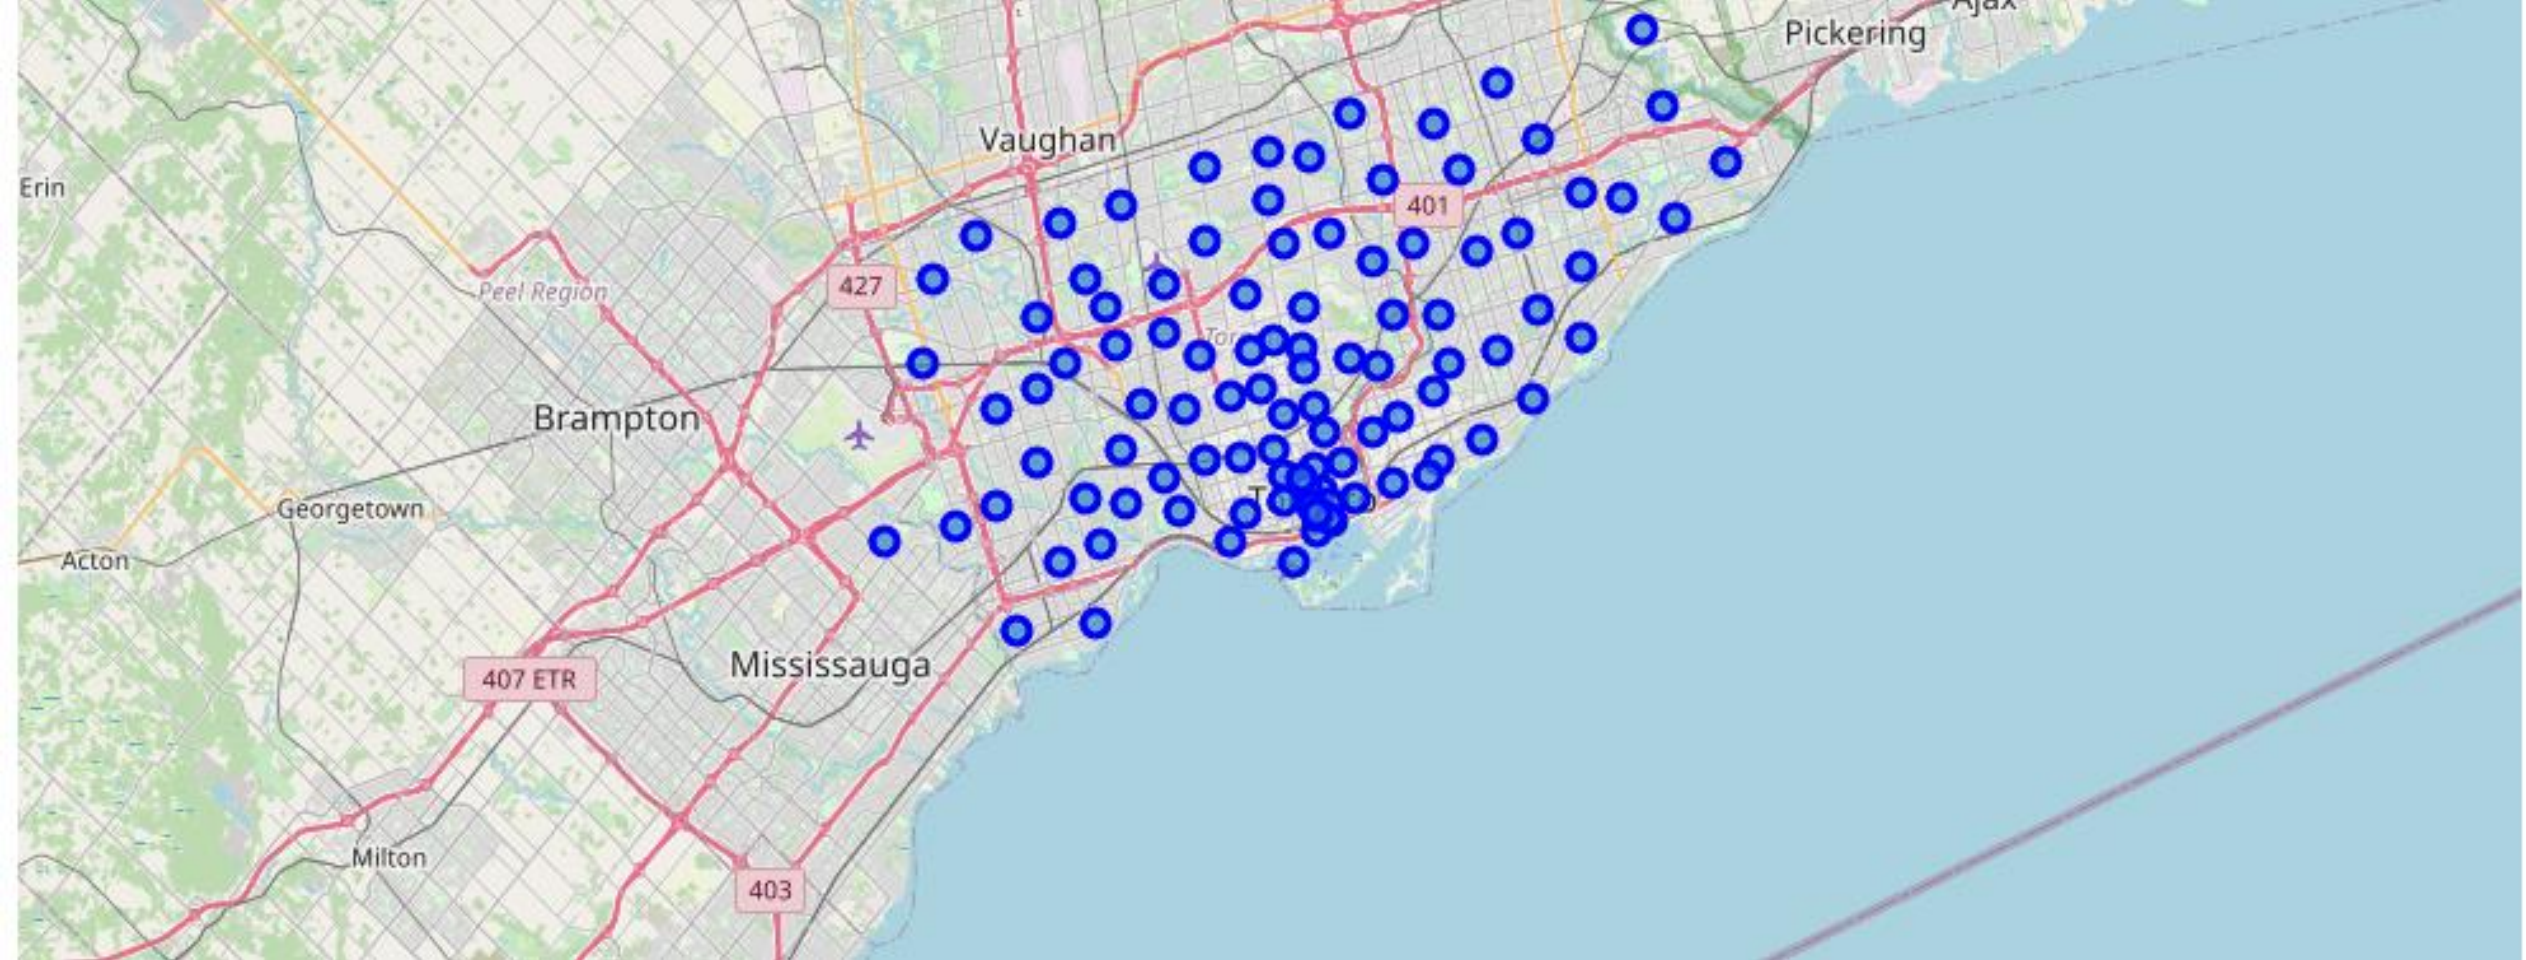 Ajax
Pickering
Vaughan
Erin
401
427
Peel Region
Brampton
Georgetown
Acton
Mississauga
407 ETR
Milton
403